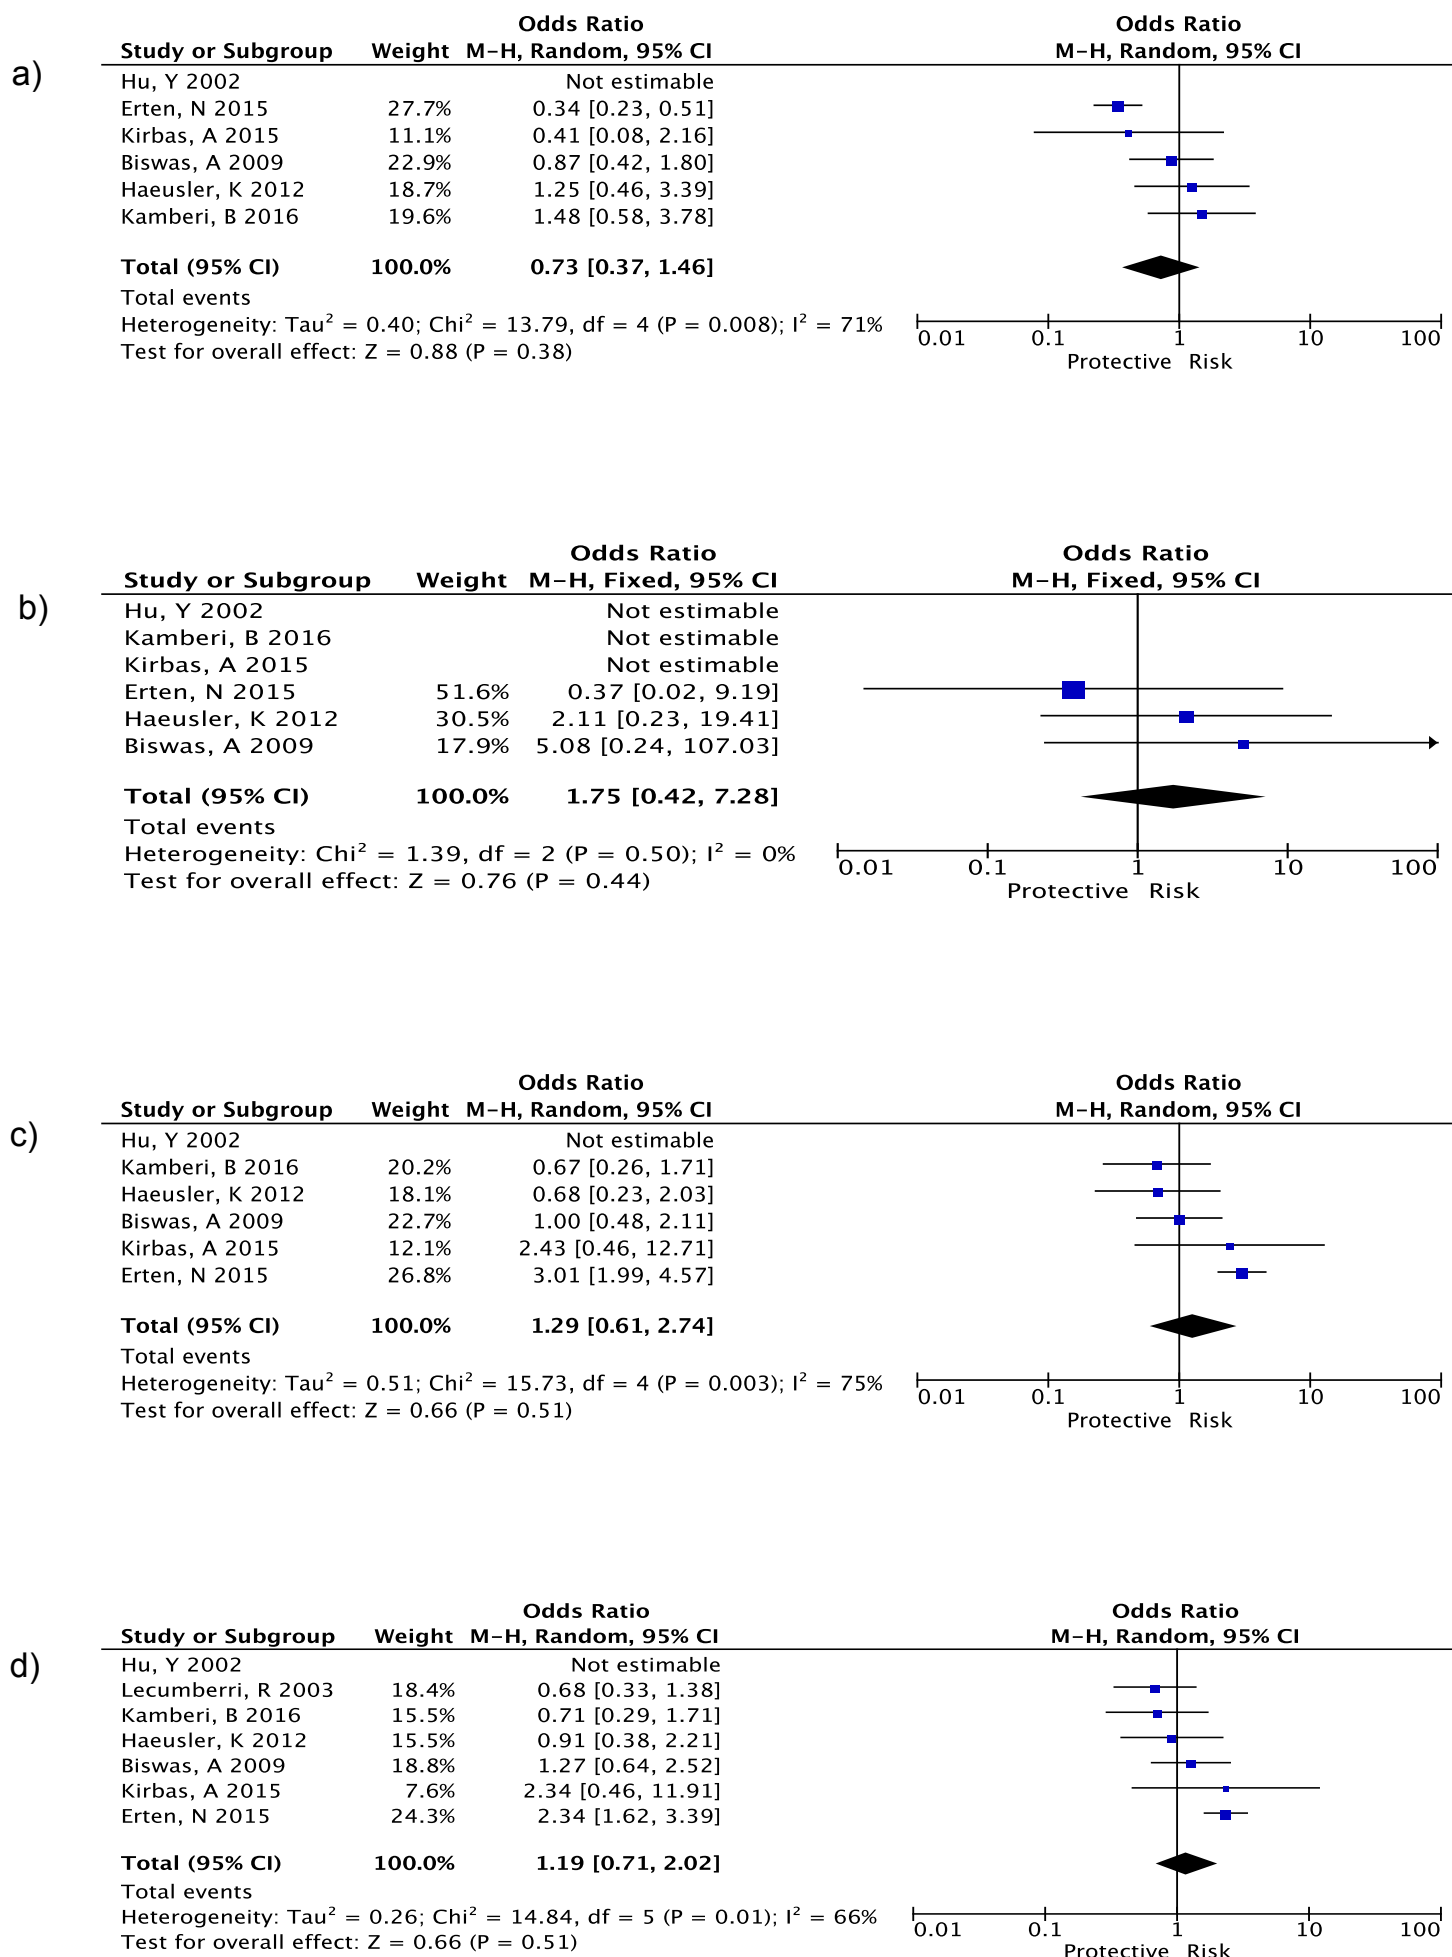 a)
Odds Ratio Odds Ratio
Study or Subgroup Weight M-H, Random, 95% CI M-H, Random, 95% CI
Hu, Y 2002 Not estimable
Erten, N 2015 27.7% 0.34 [0.23, 0.51]
Kirbas, A 2015 11.1% 0.41 [0.08, 2.16]
Biswas, A 2009 22.9% 0.87 [0.42, 1.80]
Haeusler, K 2012 18.7% 1.25 [0.46, 3.39]
Kamberi, B 2016 19.6% 1.48 [0.58, 3.78]
Total (95% CI) 100.0% 0.73 [0.37, 1.46]
Total events
Heterogeneity: Tau² = 0.40; Chi² = 13.79, df = 4 (P = 0.008); I² = 71%
Test for overall effect: Z = 0.88 (P = 0.38)
0.01 0.1 1 10 100
Protective Risk
b)
Odds Ratio Odds Ratio
Study or Subgroup Weight M-H, Fixed, 95% CI M-H, Fixed, 95% CI
Hu, Y 2002 Not estimable
Kamberi, B 2016 Not estimable
Kirbas, A 2015 Not estimable
Erten, N 2015 51.6% 0.37 [0.02, 9.19]
Haeusler, K 2012 30.5% 2.11 [0.23, 19.41]
Biswas, A 2009 17.9% 5.08 [0.24, 107.03]
Total (95% CI) 100.0% 1.75 [0.42, 7.28]
Total events
Heterogeneity: Chi² = 1.39, df = 2 (P = 0.50); I² = 0%
Test for overall effect: Z = 0.76 (P = 0.44)
0.01 0.1 1 10 100
Protective Risk
c)
Odds Ratio Odds Ratio
Study or Subgroup Weight M-H, Random, 95% CI M-H, Random, 95% CI
Hu, Y 2002 Not estimable
Kamberi, B 2016 20.2% 0.67 [0.26, 1.71]
Haeusler, K 2012 18.1% 0.68 [0.23, 2.03]
Biswas, A 2009 22.7% 1.00 [0.48, 2.11]
Kirbas, A 2015 12.1% 2.43 [0.46, 12.71]
Erten, N 2015 26.8% 3.01 [1.99, 4.57]
Total (95% CI) 100.0% 1.29 [0.61, 2.74]
Total events
Heterogeneity: Tau² = 0.51; Chi² = 15.73, df = 4 (P = 0.003); I² = 75%
Test for overall effect: Z = 0.66 (P = 0.51)
0.01 0.1 1 10 100
Protective Risk
d)
Odds Ratio Odds Ratio
Study or Subgroup Weight M-H, Random, 95% CI M-H, Random, 95% CI
Hu, Y 2002 Not estimable
Lecumberri, R 2003 18.4% 0.68 [0.33, 1.38]
Kamberi, B 2016 15.5% 0.71 [0.29, 1.71]
Haeusler, K 2012 15.5% 0.91 [0.38, 2.21]
Biswas, A 2009 18.8% 1.27 [0.64, 2.52]
Kirbas, A 2015 7.6% 2.34 [0.46, 11.91]
Erten, N 2015 24.3% 2.34 [1.62, 3.39]
Total (95% CI) 100.0% 1.19 [0.71, 2.02]
Total events
Heterogeneity: Tau² = 0.26; Chi² = 14.84, df = 5 (P = 0.01); I² = 66%
Test for overall effect: Z = 0.66 (P = 0.51)
0.01 0.1 1 10 100
Protective Risk